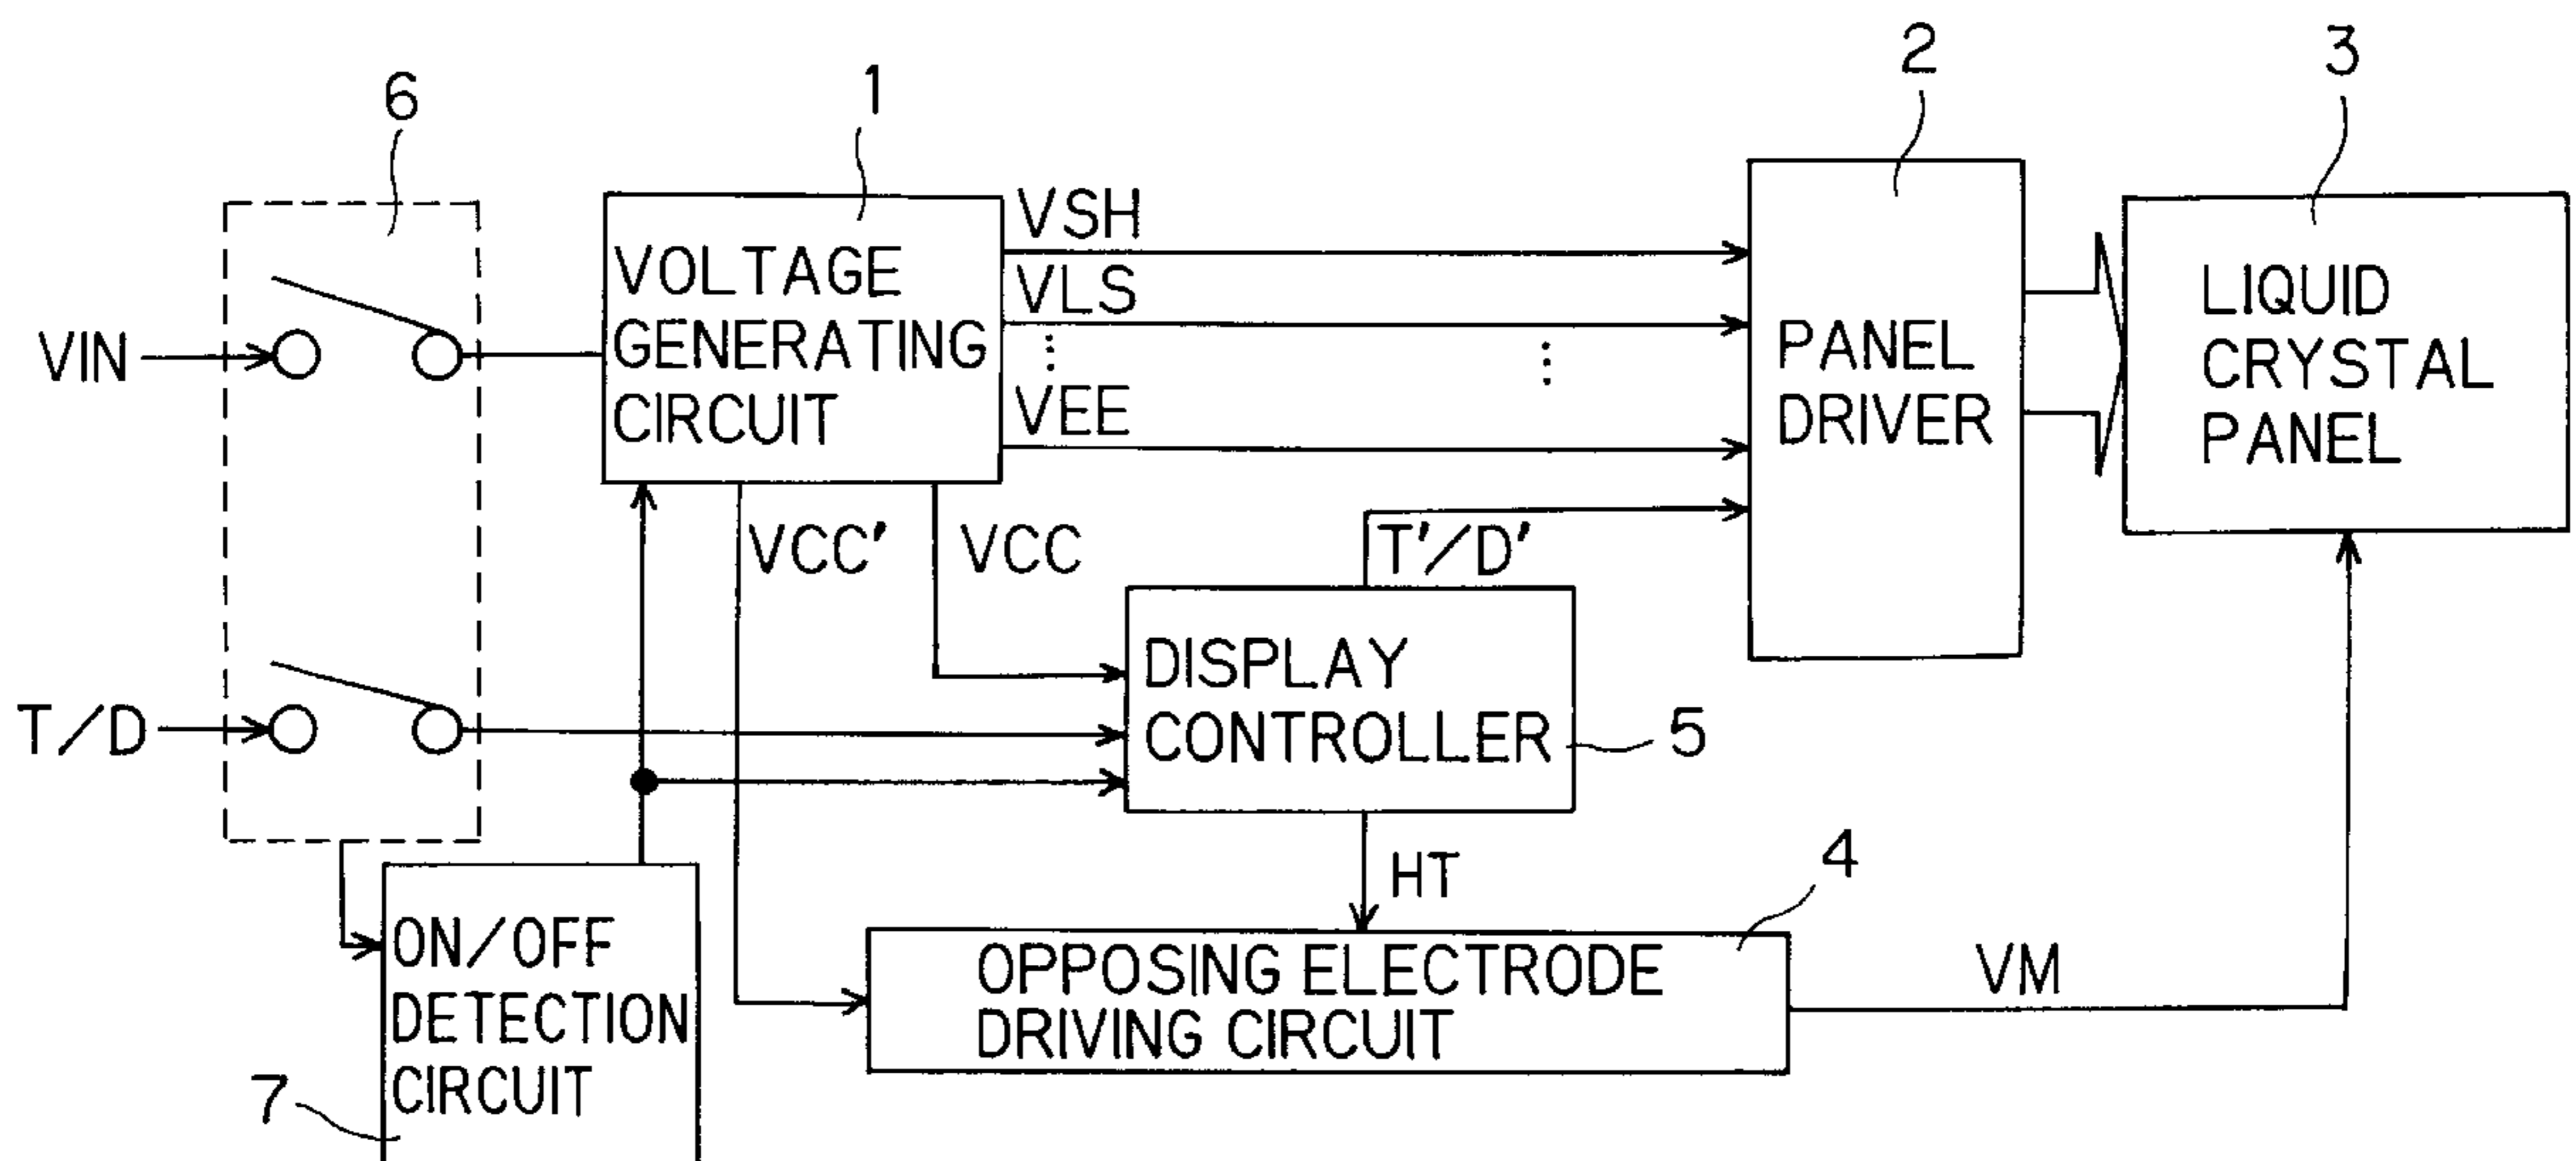 6
1
2
3
VIN
VOLTAGE
GENERATING
CIRCUIT
VSH
VLS
VEE
PANEL
DRIVER
LIQUID
CRYSTAL
PANEL
VCC'
VCC
T'/D'
T/D
DISPLAY
CONTROLLER
5
HT
4
ON/OFF
DETECTION
CIRCUIT
7
OPPOSING ELECTRODE
DRIVING CIRCUIT
VM